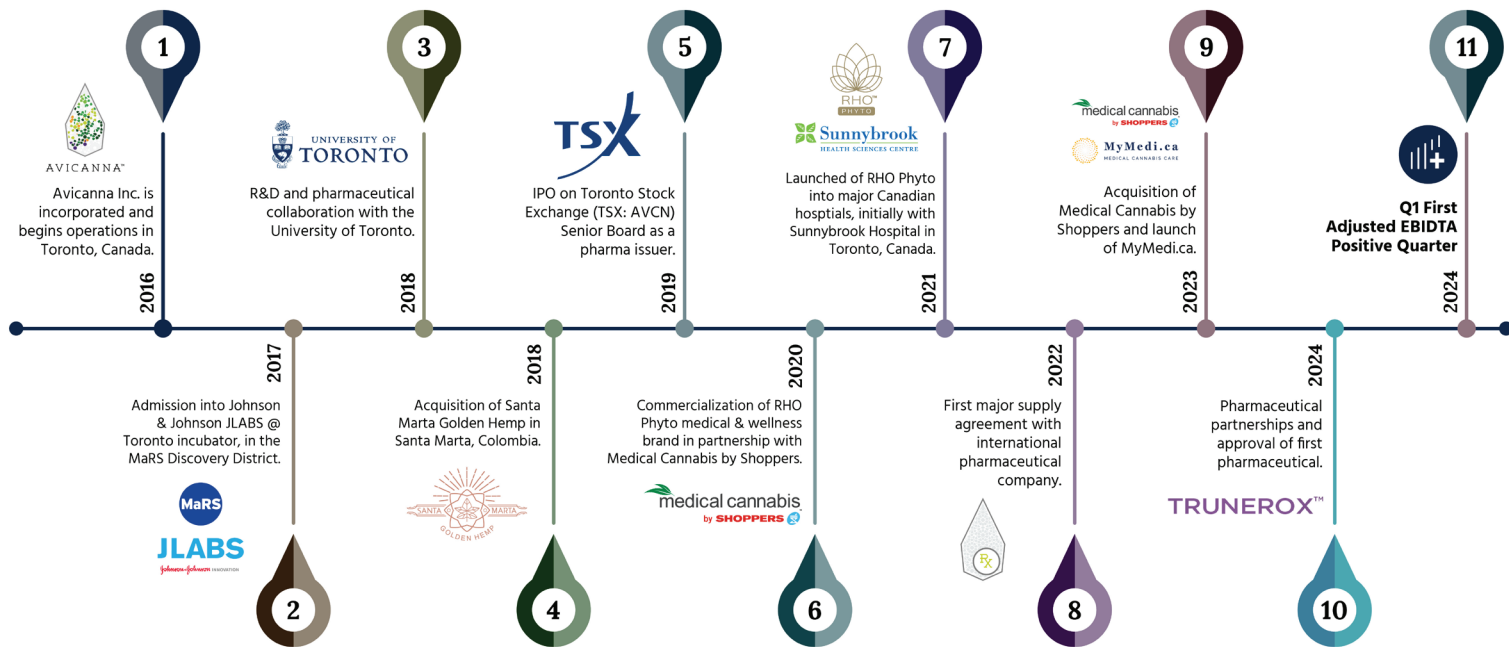 1
AVICANNA™
Avicanna Inc. is
incorporated and
begins operations in
Toronto, Canada.
2016
2017
Admission into Johnson
& Johnson JLABS @
Toronto incubator, in the
MaRS Discovery District.
MaRS
JLABS
Johnson & Johnson INNOVATION
2
3
UNIVERSITY OF
TORONTO
R&D and pharmaceutical
collaboration with the
University of Toronto.
2018
2018
Acquisition of Santa
Marta Golden Hemp in
Santa Marta, Colombia.
SANTA MARTA
GOLDEN HEMP
4
5
TSX
IPO on Toronto Stock
Exchange (TSX: AVCN)
Senior Board as a
pharma issuer.
2019
2020
Commercialization of RHO
Phyto medical & wellness
brand in partnership with
Medical Cannabis by Shoppers.
medical cannabis
by SHOPPERS
6
7
RHO™
PHYTO
Sunnybrook
HEALTH SCIENCES CENTRE
Launched of RHO Phyto
into major Canadian
hosptials, initially with
Sunnybrook Hospital in
Toronto, Canada.
2021
2022
First major supply
agreement with
international
pharmaceutical
company.
RX
8
9
medical cannabis
by SHOPPERS
MyMedi.ca
MEDICAL CANNABIS CARE
Acquisition of
Medical Cannabis by
Shoppers and launch
of MyMedi.ca.
2023
2024
Pharmaceutical
partnerships and
approval of first
pharmaceutical.
TRUNEROX™
10
11
Q1 First
Adjusted EBIDTA
Positive Quarter
2024